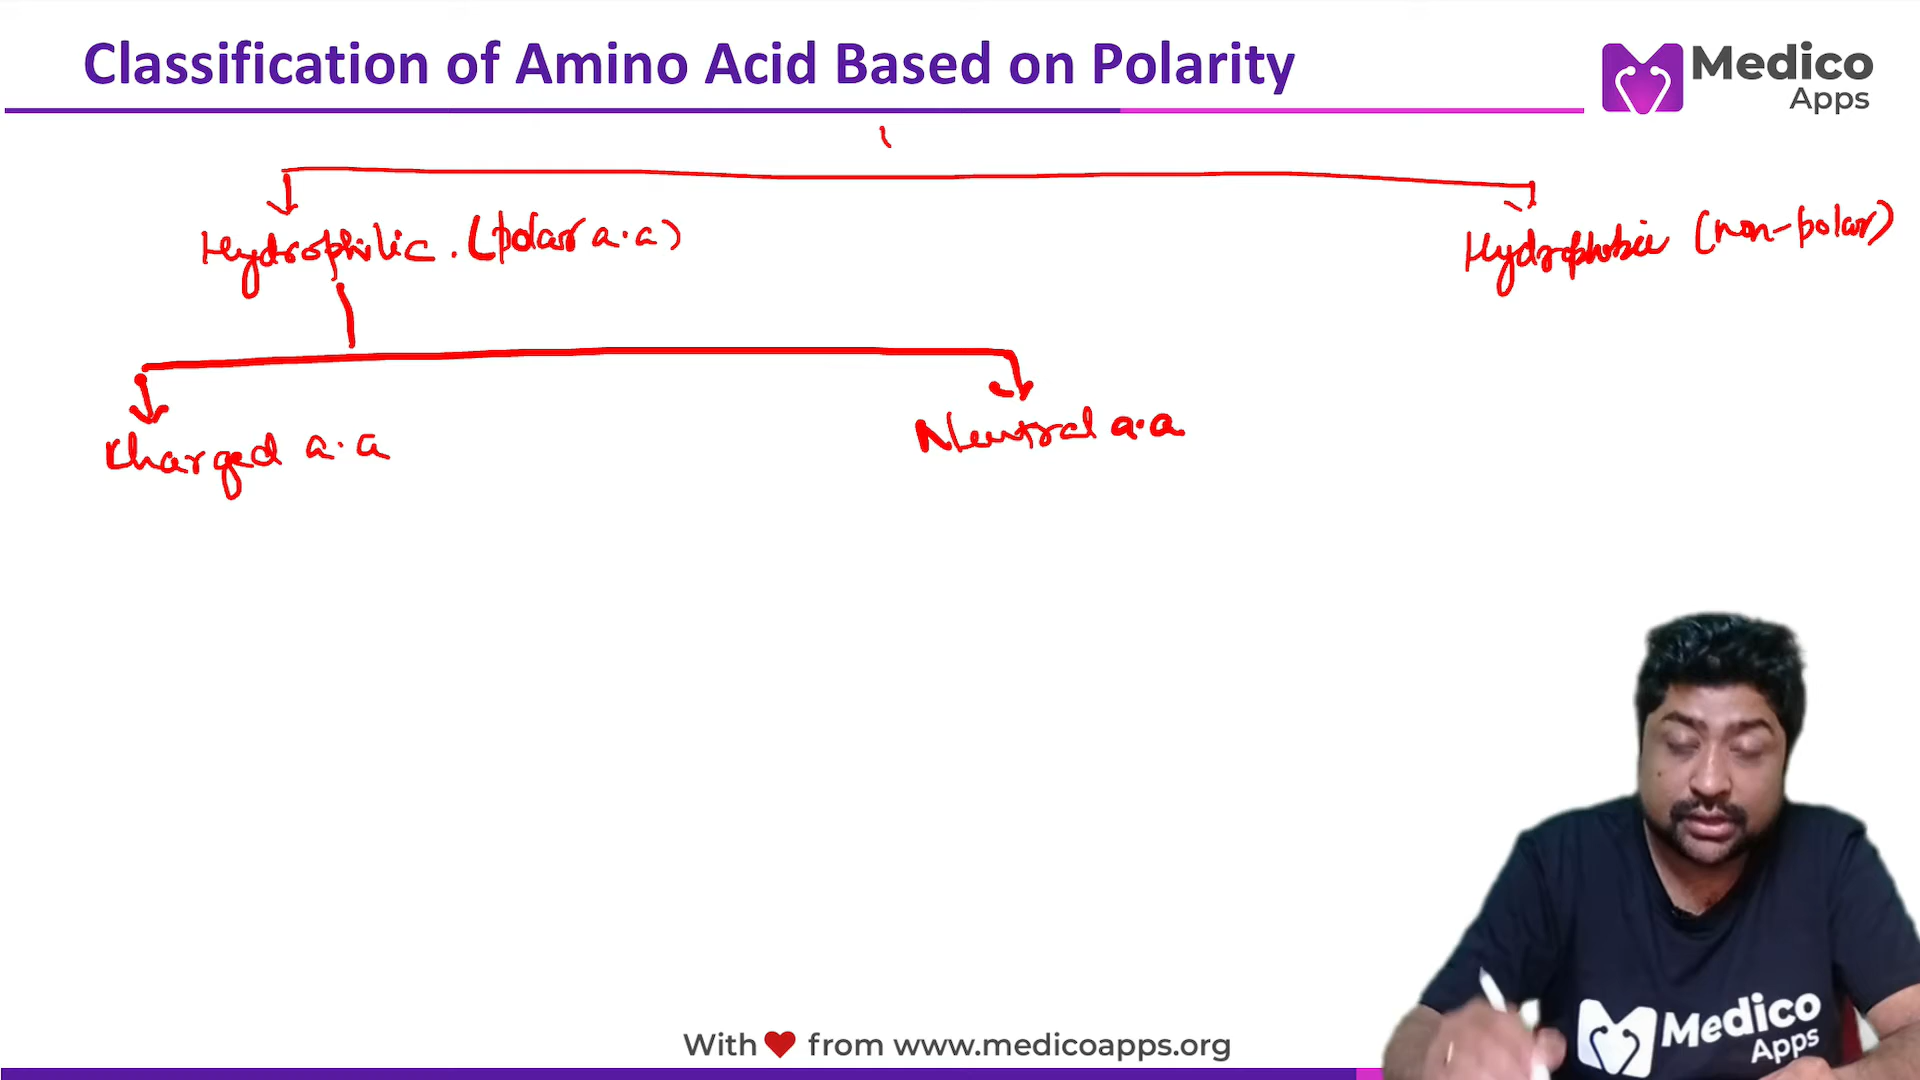 Classification of Amino Acid Based on Polarity
Medico
Apps
Hydrophilic. (polar a.a)
Hydrophobic (non-polar)
Charged a.a
Neutral a.a
Medico
Apps
With ❤ from www.medicoapps.org